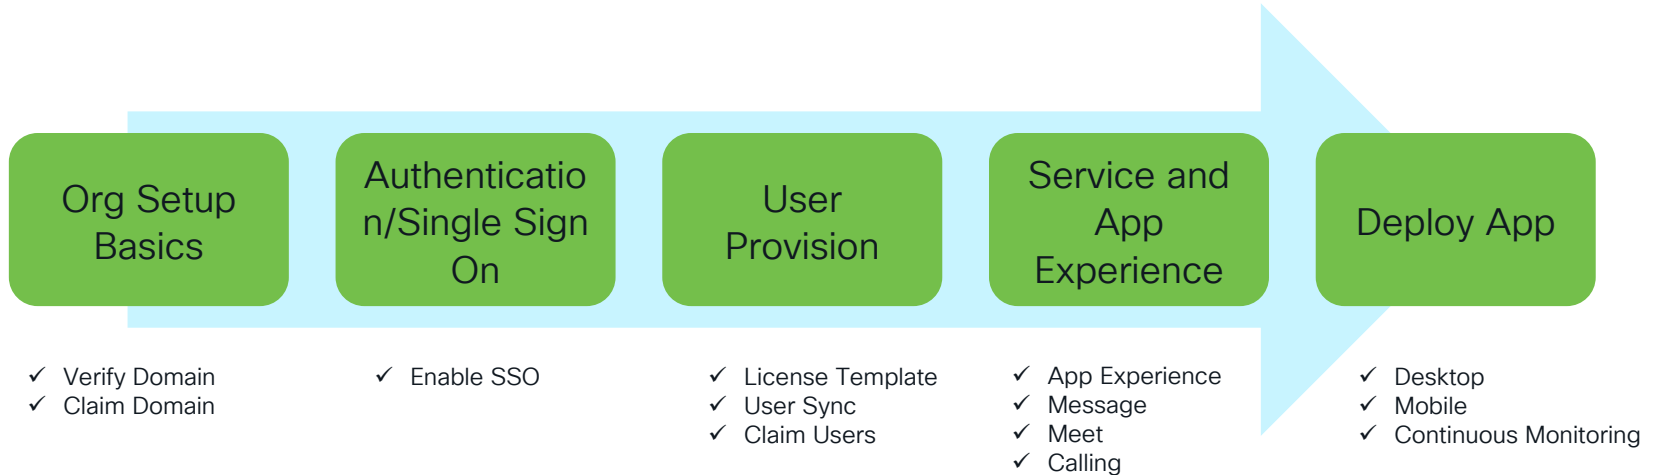 Org Setup
Basics
Authenticatio
n/Single Sign
On
User
Provision
Service and
App
Experience
Deploy App
✓ Verify Domain
✓ Claim Domain
✓ Enable SSO
✓ License Template
✓ User Sync
✓ Claim Users
✓ App Experience
✓ Message
✓ Meet
✓ Calling
✓ Desktop
✓ Mobile
✓ Continuous Monitoring